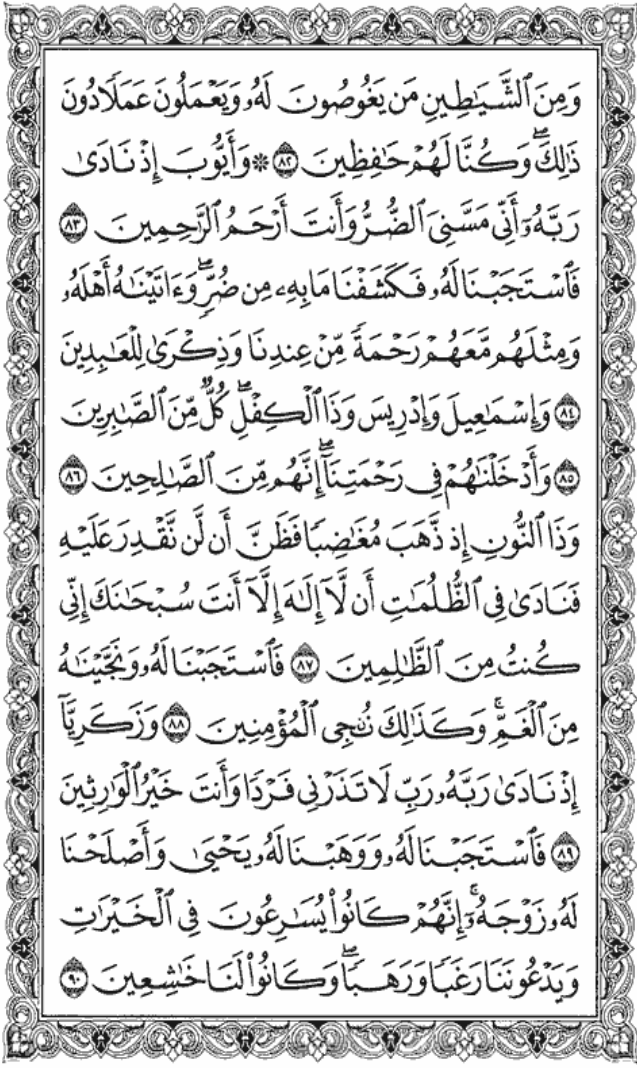 وَمِنَ ٱلشَّيَٰطِينِ مَن يَغُوصُونَ لَهُۥ وَيَعْمَلُونَ عَمَلًا دُونَ
ذَٰلِكَۖ وَكُنَّا لَهُمْ حَٰفِظِينَ ٨٢ ۞ وَأَيُّوبَ إِذْ نَادَىٰ
رَبَّهُۥٓ أَنِّي مَسَّنِيَ ٱلضُّرُّ وَأَنتَ أَرْحَمُ ٱلرَّٰحِمِينَ ٨٣
فَٱسْتَجَبْنَا لَهُۥ فَكَشَفْنَا مَا بِهِۦ مِن ضُرٍّۖ وَءَاتَيْنَٰهُ أَهْلَهُۥ
وَمِثْلَهُم مَّعَهُمْ رَحْمَةً مِّنْ عِندِنَا وَذِكْرَىٰ لِلْعَٰبِدِينَ
٨٤ وَإِسْمَٰعِيلَ وَإِدْرِيسَ وَذَا ٱلْكِفْلِۖ كُلٌّ مِّنَ ٱلصَّٰبِرِينَ
٨٥ وَأَدْخَلْنَٰهُمْ فِي رَحْمَتِنَآۖ إِنَّهُم مِّنَ ٱلصَّٰلِحِينَ ٨٦
وَذَا ٱلنُّونِ إِذ ذَّهَبَ مُغَٰضِبًا فَظَنَّ أَن لَّن نَّقْدِرَ عَلَيْهِ
فَنَادَىٰ فِي ٱلظُّلُمَٰتِ أَن لَّآ إِلَٰهَ إِلَّآ أَنتَ سُبْحَٰنَكَ إِنِّي
كُنتُ مِنَ ٱلظَّٰلِمِينَ ٨٧ فَٱسْتَجَبْنَا لَهُۥ وَنَجَّيْنَٰهُ
مِنَ ٱلْغَمِّۚ وَكَذَٰلِكَ نُۨجِي ٱلْمُؤْمِنِينَ ٨٨ وَزَكَرِيَّآ
إِذْ نَادَىٰ رَبَّهُۥ رَبِّ لَا تَذَرْنِي فَرْدًا وَأَنتَ خَيْرُ ٱلْوَٰرِثِينَ
٨٩ فَٱسْتَجَبْنَا لَهُۥ وَوَهَبْنَا لَهُۥ يَحْيَىٰ وَأَصْلَحْنَا
لَهُۥ زَوْجَهُۥٓۚ إِنَّهُمْ كَانُوا۟ يُسَٰرِعُونَ فِي ٱلْخَيْرَٰتِ
وَيَدْعُونَنَا رَغَبًا وَرَهَبًاۖ وَكَانُوا۟ لَنَا خَٰشِعِينَ ٩٠